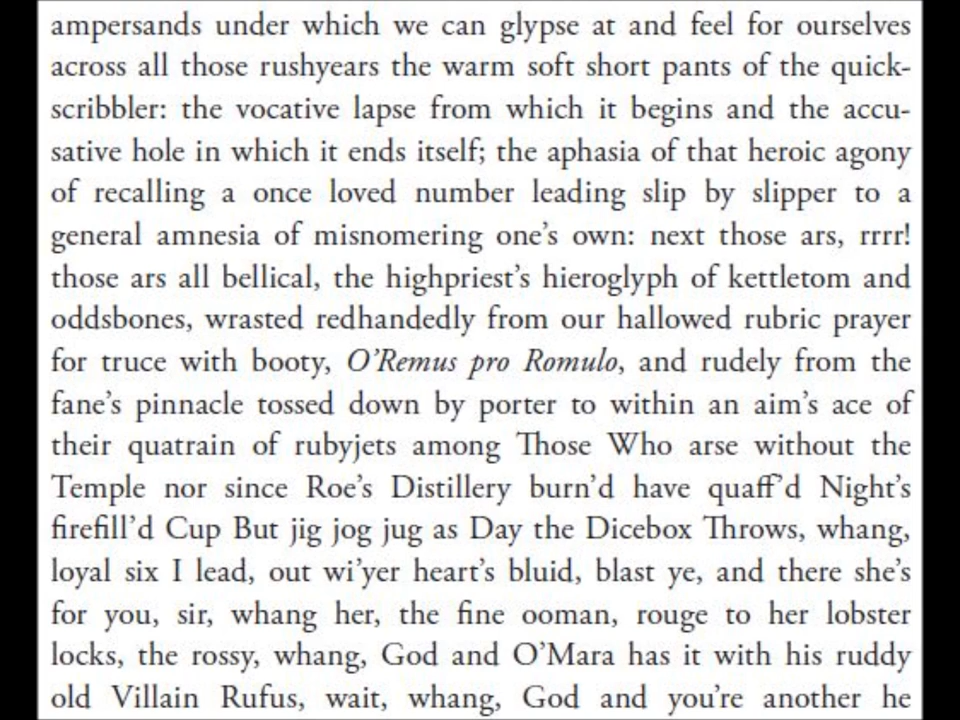 ampersands under which we can glypse at and feel for ourselves
across all those rushyears the warm soft short pants of the quick-
scribbler: the vocative lapse from which it begins and the accu-
sative hole in which it ends itself; the aphasia of that heroic agony
of recalling a once loved number leading slip by slipper to a
general amnesia of misnomering one’s own: next those ars, rrrr!
those ars all bellical, the highpriest’s hieroglyph of kettletom and
oddsbones, wrasted redhandedly from our hallowed rubric prayer
for truce with booty, O’Remus pro Romulo, and rudely from the
fane’s pinnacle tossed down by porter to within an aim’s ace of
their quatrain of rubyjets among Those Who arse without the
Temple nor since Roe’s Distillery burn’d have quaff’d Night’s
firefill’d Cup But jig jog jug as Day the Dicebox Throws, whang,
loyal six I lead, out wi’yer heart’s bluid, blast ye, and there she’s
for you, sir, whang her, the fine ooman, rouge to her lobster
locks, the rossy, whang, God and O’Mara has it with his ruddy
old Villain Rufus, wait, whang, God and you’re another he